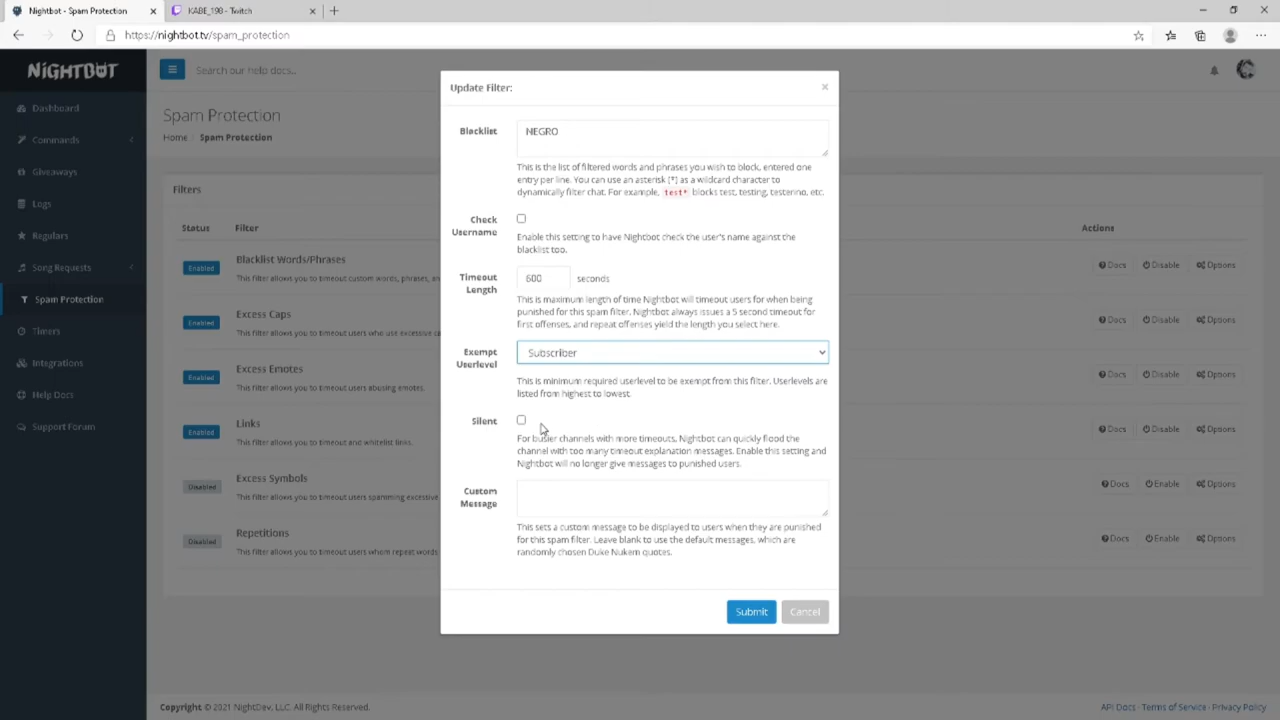 Nightbot - Spam Protection
KABE_198 - Twitch
https://nightbot.tv/spam_protection
NiGHTBOT
Search our help docs..
Dashboard
Commands
Giveaways
Logs
Regulars
Song Requests
Spam Protection
Timers
Integrations
Help Docs
Support Forum
Spam Protection
Home / Spam Protection
Filters
Status Filter Actions
Enabled Blacklist Words/Phrases Docs Disable Options
This filter allows you to timeout custom words, phrases, an
Enabled Excess Caps Docs Disable Options
This filter allows you to timeout users who use excessive c
Enabled Excess Emotes Docs Disable Options
This filter allows you to timeout users abusing emotes.
Enabled Links Docs Disable Options
This filter allows you to timeout and whitelist links.
Disabled Excess Symbols Docs Enable Options
This filter allows you to timeout users spamming excessive
Disabled Repetitions Docs Enable Options
This filter allows you to timeout users whom repeat words
Update Filter: ×
Blacklist NEGRO
This is the list of filtered words and phrases you wish to block, entered one
entry per line. You can use an asterisk (*) as a wildcard character to
dynamically filter chat. For example, test* blocks test, testing, testerino, etc.
Check
Username
Enable this setting to have Nightbot check the user's name against the
blacklist too.
Timeout
Length
600 seconds
This is maximum length of time Nightbot will timeout users for when being
punished for this spam filter. Nightbot always issues a 5 second timeout for
first offenses, and repeat offenses yield the length you select here.
Exempt
Userlevel
Subscriber
This is minimum required userlevel to be exempt from this filter. Userlevels are
listed from highest to lowest.
Silent
For busier channels with more timeouts, Nightbot can quickly flood the
channel with too many timeout explanation messages. Enable this setting and
Nightbot will no longer give messages to punished users.
Custom
Message
This sets a custom message to be displayed to users when they are punished
for this spam filter. Leave blank to use the default messages, which are
randomly chosen Duke Nukem quotes.
Submit Cancel
Copyright © 2021 NightDev, LLC. All Rights Reserved.
API Docs · Terms of Service · Privacy Policy